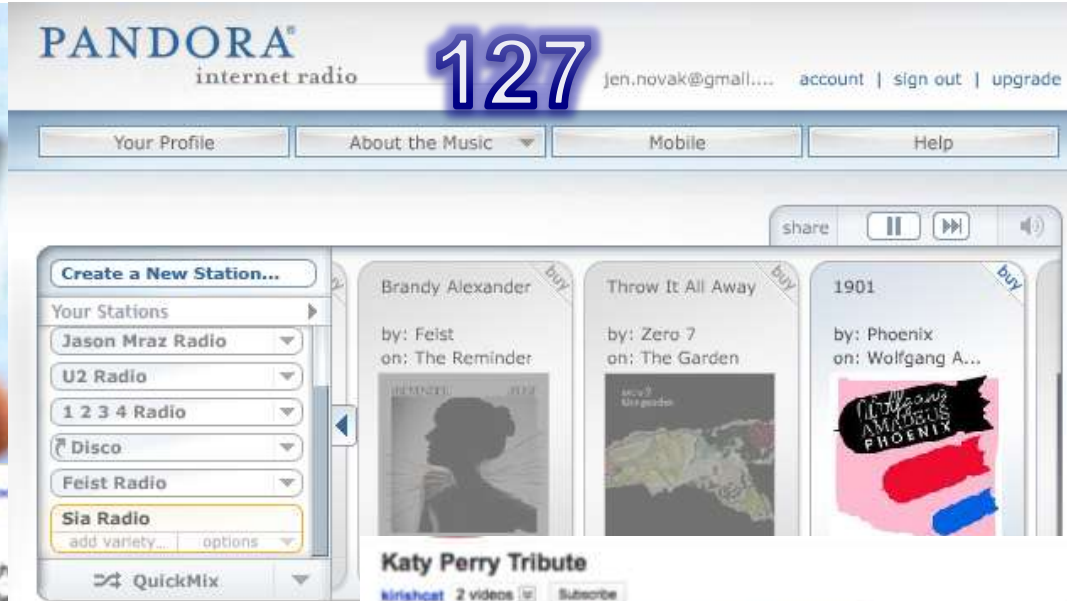 PANDORA®
internet radio
127
jen.novak@gmail.... account | sign out | upgrade
Your Profile About the Music Mobile Help
share
Create a New Station...
Your Stations
Jason Mraz Radio
U2 Radio
1 2 3 4 Radio
Disco
Feist Radio
Sia Radio
add variety... options
QuickMix
buy
Brandy Alexander
by: Feist
on: The Reminder
buy
Throw It All Away
by: Zero 7
on: The Garden
buy
1901
by: Phoenix
on: Wolfgang A...
Wolfgang
AMADEUS
PHOENIX
Katy Perry Tribute
kirishcat 2 videos Subscribe